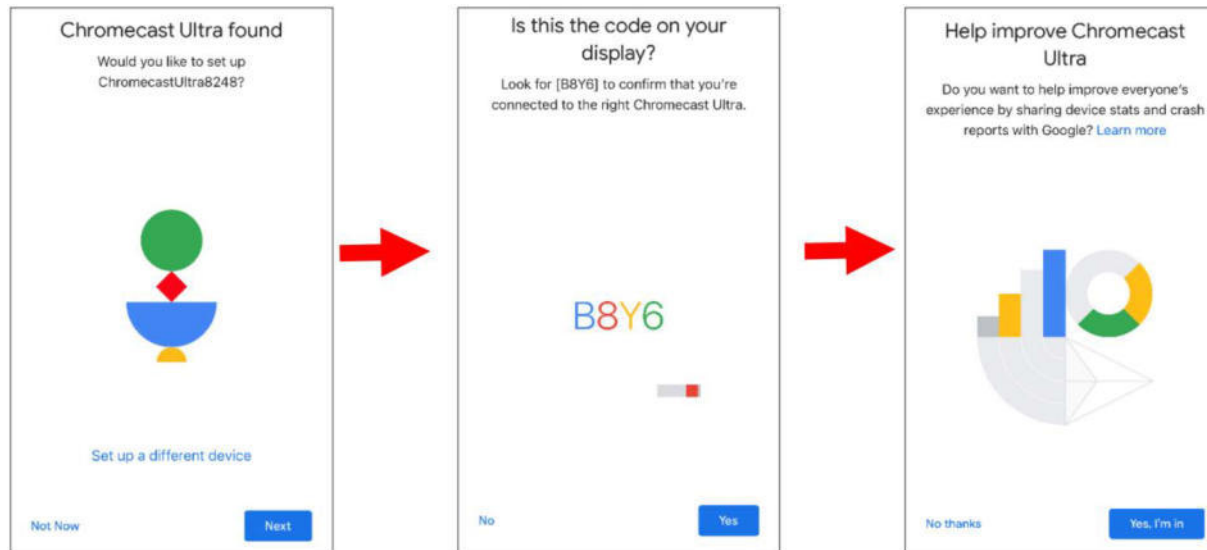 Chromecast Ultra found
Would you like to set up
ChromecastUltra8248?
Set up a different device
Not Now
Next
Is this the code on your
display?
Look for [B8Y6] to confirm that you're
connected to the right Chromecast Ultra.
B8Y6
No
Yes
Help improve Chromecast
Ultra
Do you want to help improve everyone's
experience by sharing device stats and crash
reports with Google? Learn more
No thanks
Yes, I'm in